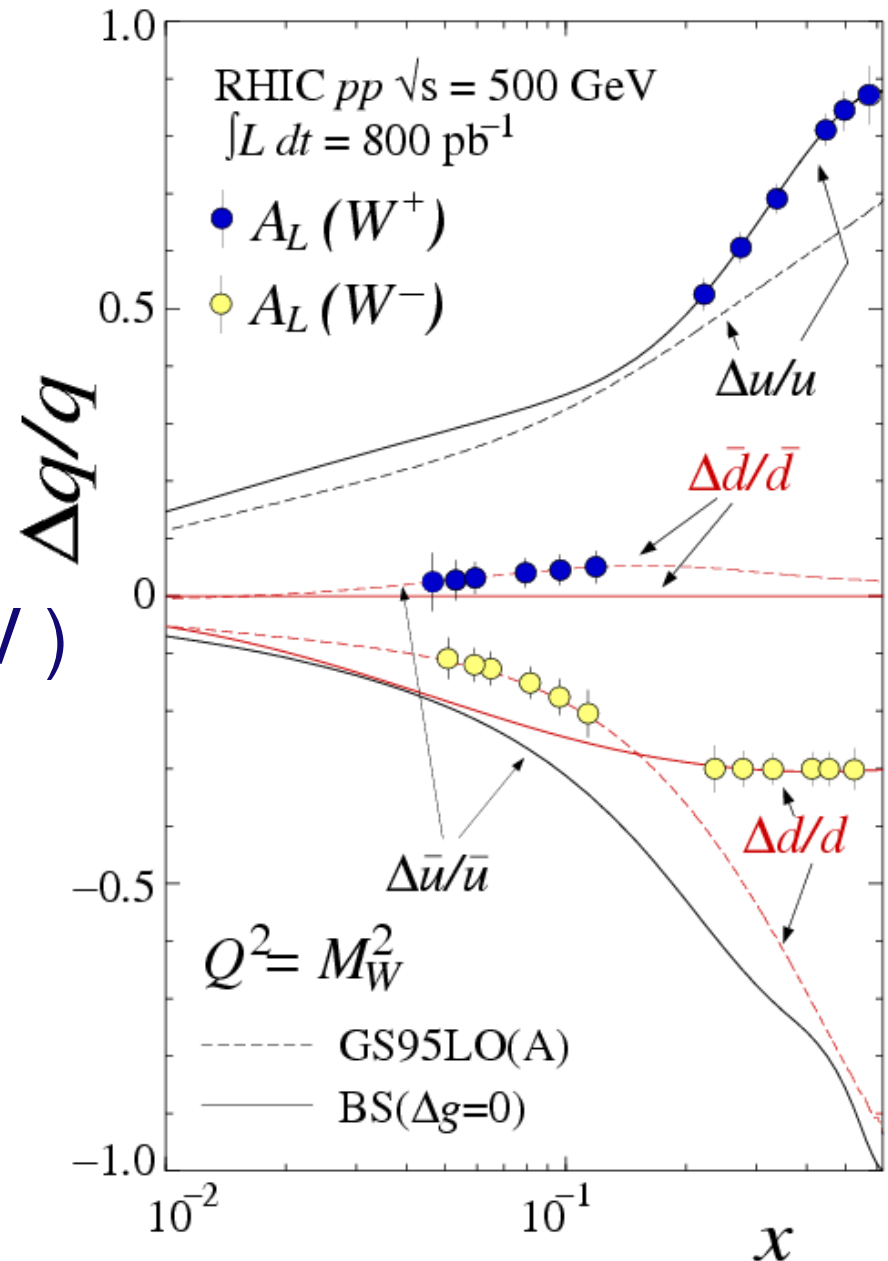 1.0
RHIC pp √s = 500 GeV
∫L dt = 800 pb⁻¹
A_L (W⁺)
A_L (W⁻)
0.5
Δu/u
Δq/q
Δd̄/d̄
0
/ )
Δd/d
Δū/ū
−0.5
Q² = M²_W
GS95LO(A)
BS(Δg=0)
−1.0
10⁻²
10⁻¹
x